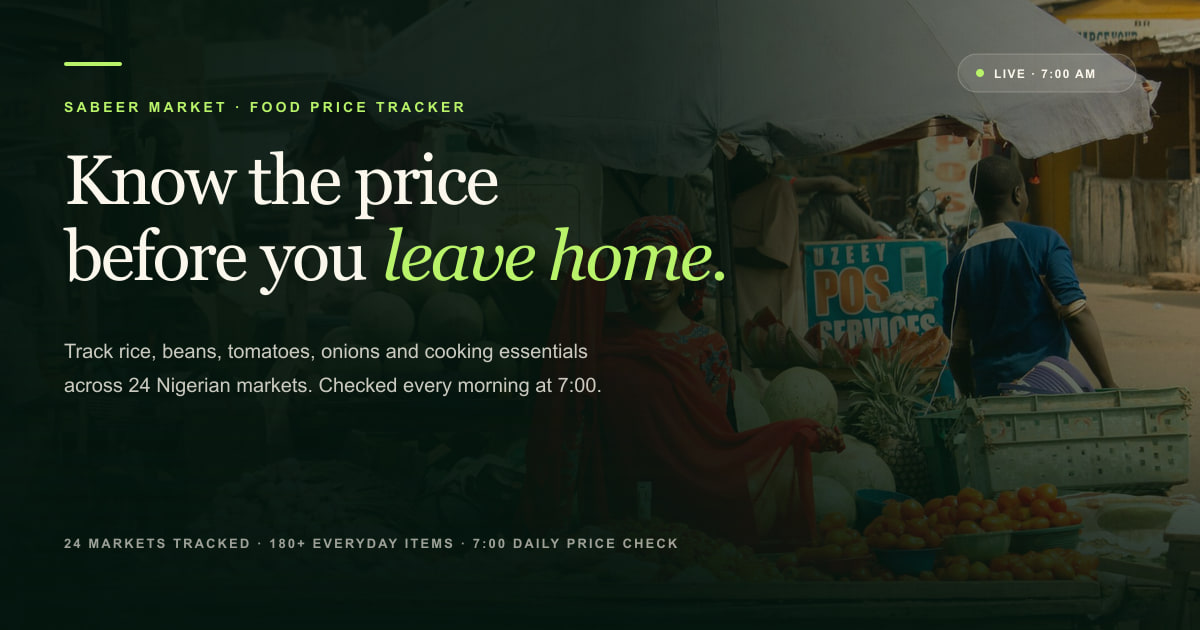 SABEER MARKET · FOOD PRICE TRACKER
LIVE · 7:00 AM
Know the price
before you leave home.
Track rice, beans, tomatoes, onions and cooking essentials
across 24 Nigerian markets. Checked every morning at 7:00.
UZEEY
POS
SERVICES
24 MARKETS TRACKED · 180+ EVERYDAY ITEMS · 7:00 DAILY PRICE CHECK